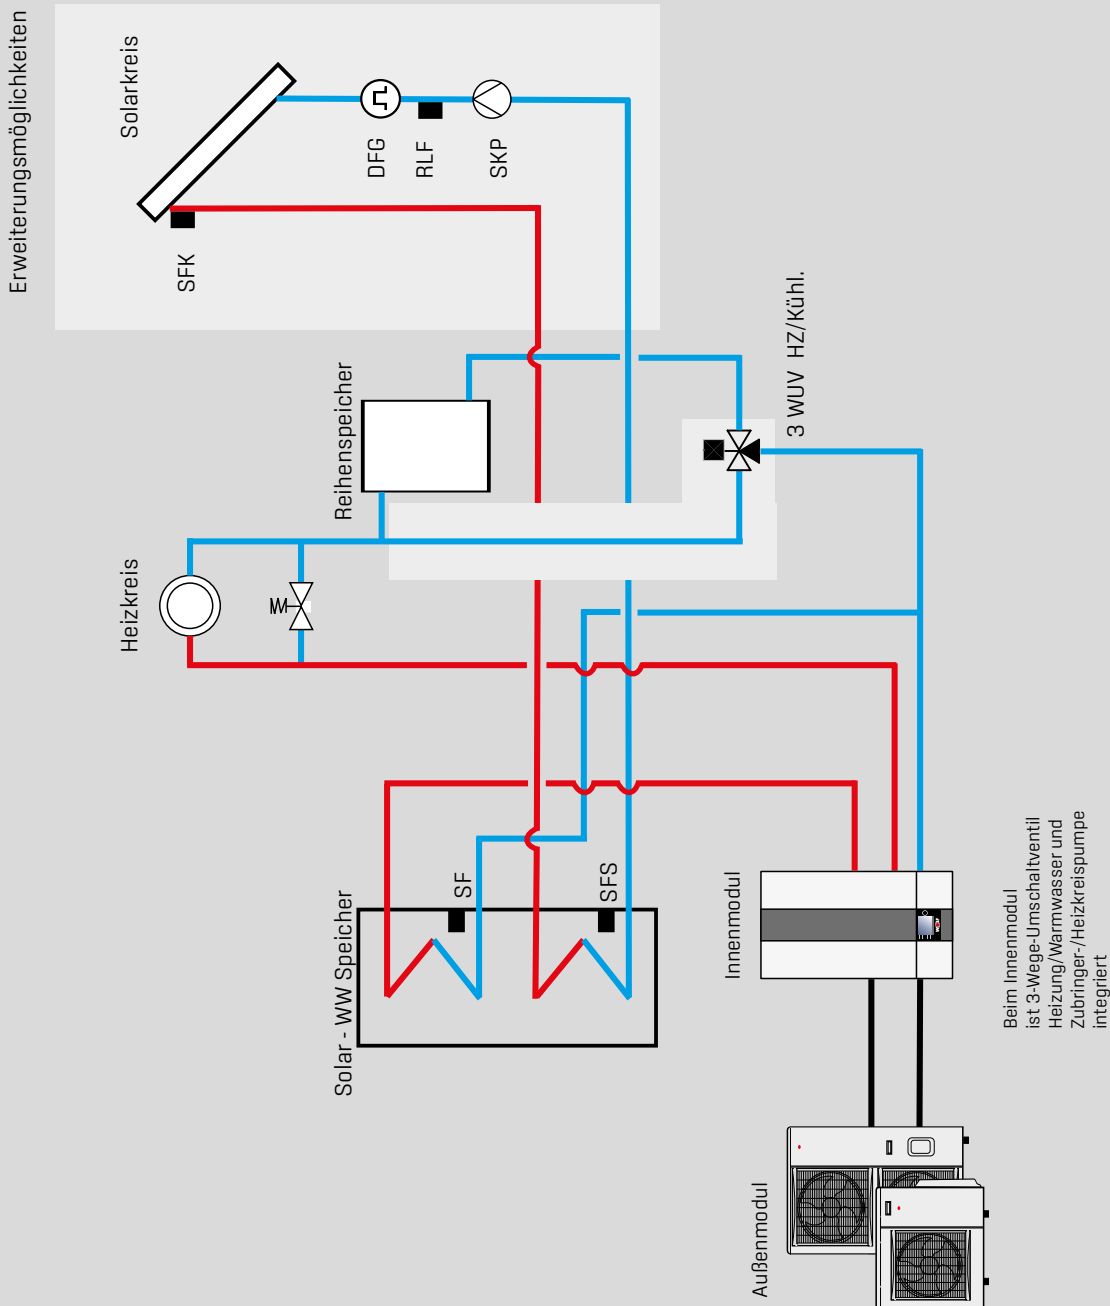 Erweiterungsmöglichkeiten
Solarkreis
DFG
RLF
SKP
SFK
Reihenspeicher
3 WUV HZ/Kühl.
Heizkreis
Solar - WW Speicher
SF
SFS
Innenmodul
Beim Innenmodul
ist 3-Wege-Umschaltventil
Heizung/Warmwasser und
Zubringer-/Heizkreispumpe
integriert
Außenmodul